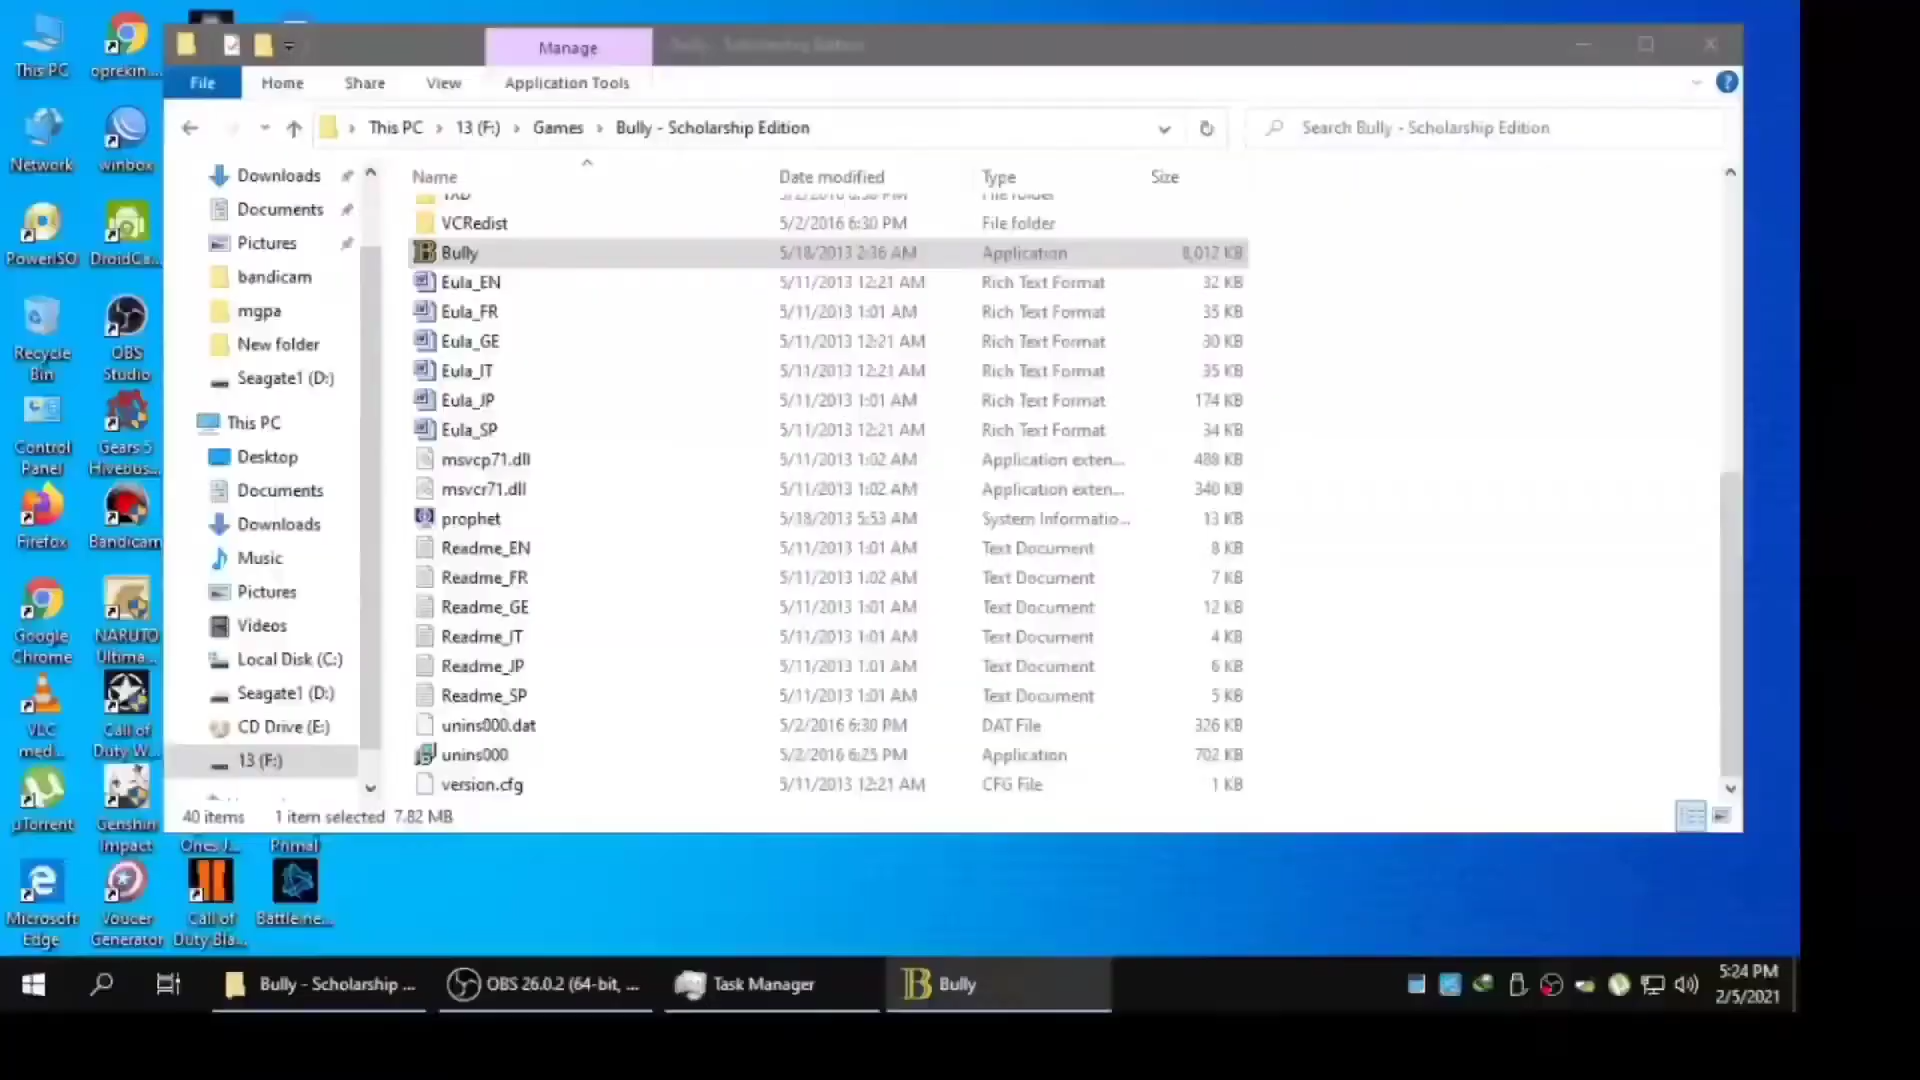 Manage
File Home Share View Application Tools
This PC 13 (F:) Games Bully - Scholarship Edition Search Bully - Scholarship Edition
Name Date modified Type Size
VCRedist 5/2/2016 6:30 PM File folder
Bully 5/18/2013 2:36 AM Application 8,012 KB
Eula_EN 5/11/2013 12:21 AM Rich Text Format 32 KB
Eula_FR 5/11/2013 1:01 AM Rich Text Format 35 KB
Eula_GE 5/11/2013 12:21 AM Rich Text Format 30 KB
Eula_IT 5/11/2013 12:21 AM Rich Text Format 35 KB
Eula_JP 5/11/2013 1:01 AM Rich Text Format 174 KB
Eula_SP 5/11/2013 12:21 AM Rich Text Format 34 KB
msvcp71.dll 5/11/2013 1:02 AM Application exten... 488 KB
msvcr71.dll 5/11/2013 1:02 AM Application exten... 340 KB
prophet 5/18/2013 5:53 AM System Informatio... 13 KB
Readme_EN 5/11/2013 1:01 AM Text Document 8 KB
Readme_FR 5/11/2013 1:02 AM Text Document 7 KB
Readme_GE 5/11/2013 1:01 AM Text Document 12 KB
Readme_IT 5/11/2013 1:01 AM Text Document 4 KB
Readme_JP 5/11/2013 1:01 AM Text Document 6 KB
Readme_SP 5/11/2013 1:01 AM Text Document 5 KB
unins000.dat 5/2/2016 6:30 PM DAT File 326 KB
unins000 5/2/2016 6:25 PM Application 702 KB
version.cfg 5/11/2013 12:21 AM CFG File 1 KB
Downloads
Documents
Pictures
bandicam
mgpa
New folder
Seagate1 (D:)
This PC
Desktop
Documents
Downloads
Music
Pictures
Videos
Local Disk (C:)
Seagate1 (D:)
CD Drive (E:)
13 (F:)
40 items 1 item selected 7.82 MB
This PC oprekin....
Network winbox
PowerISO DroidCa...
Recycle Bin
OBS Studio
Control Panel
Gears 5 Hivebus...
Firefox Bandicam
Google Chrome
NARUTO Ultima...
VLC med...
Call of Duty W...
µTorrent
Genshin Impact
Ones J...
Primal
Microsoft Edge
Voucer Generator
Call of Duty Bla...
Battle.ne...
Bully - Scholarship ... OBS 26.0.2 (64-bit, ... Task Manager Bully
5:24 PM
2/5/2021